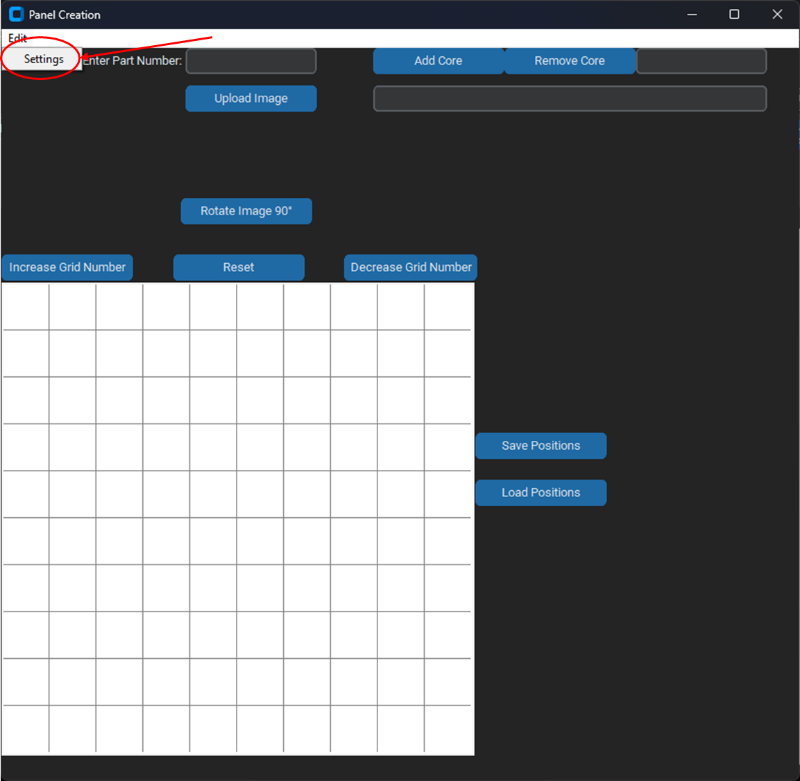 Panel Creation
Edit
Settings
Enter Part Number:
Add Core
Remove Core
Upload Image
Rotate Image 90°
Increase Grid Number
Reset
Decrease Grid Number
Save Positions
Load Positions